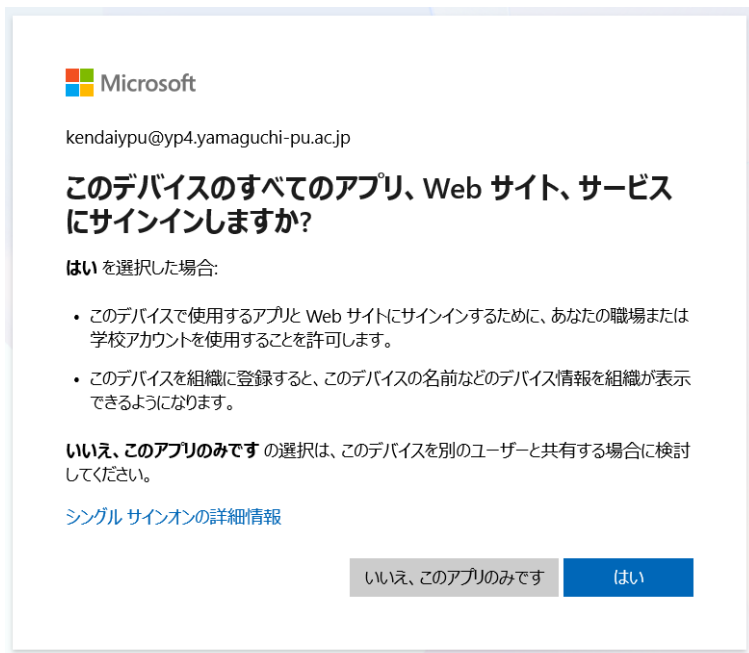 Microsoft
kendaiypu@yp4.yamaguchi-pu.ac.jp
このデバイスのすべてのアプリ、Web サイト、サービス
にサインインしますか?
はい を選択した場合:
• このデバイスで使用するアプリと Web サイトにサインインするために、あなたの職場または
学校アカウントを使用することを許可します。
• このデバイスを組織に登録すると、このデバイスの名前などのデバイス情報を組織が表示
できるようになります。
いいえ、このアプリのみです の選択は、このデバイスを別のユーザーと共有する場合に検討
してください。
シングル サインオンの詳細情報
いいえ、このアプリのみです
はい